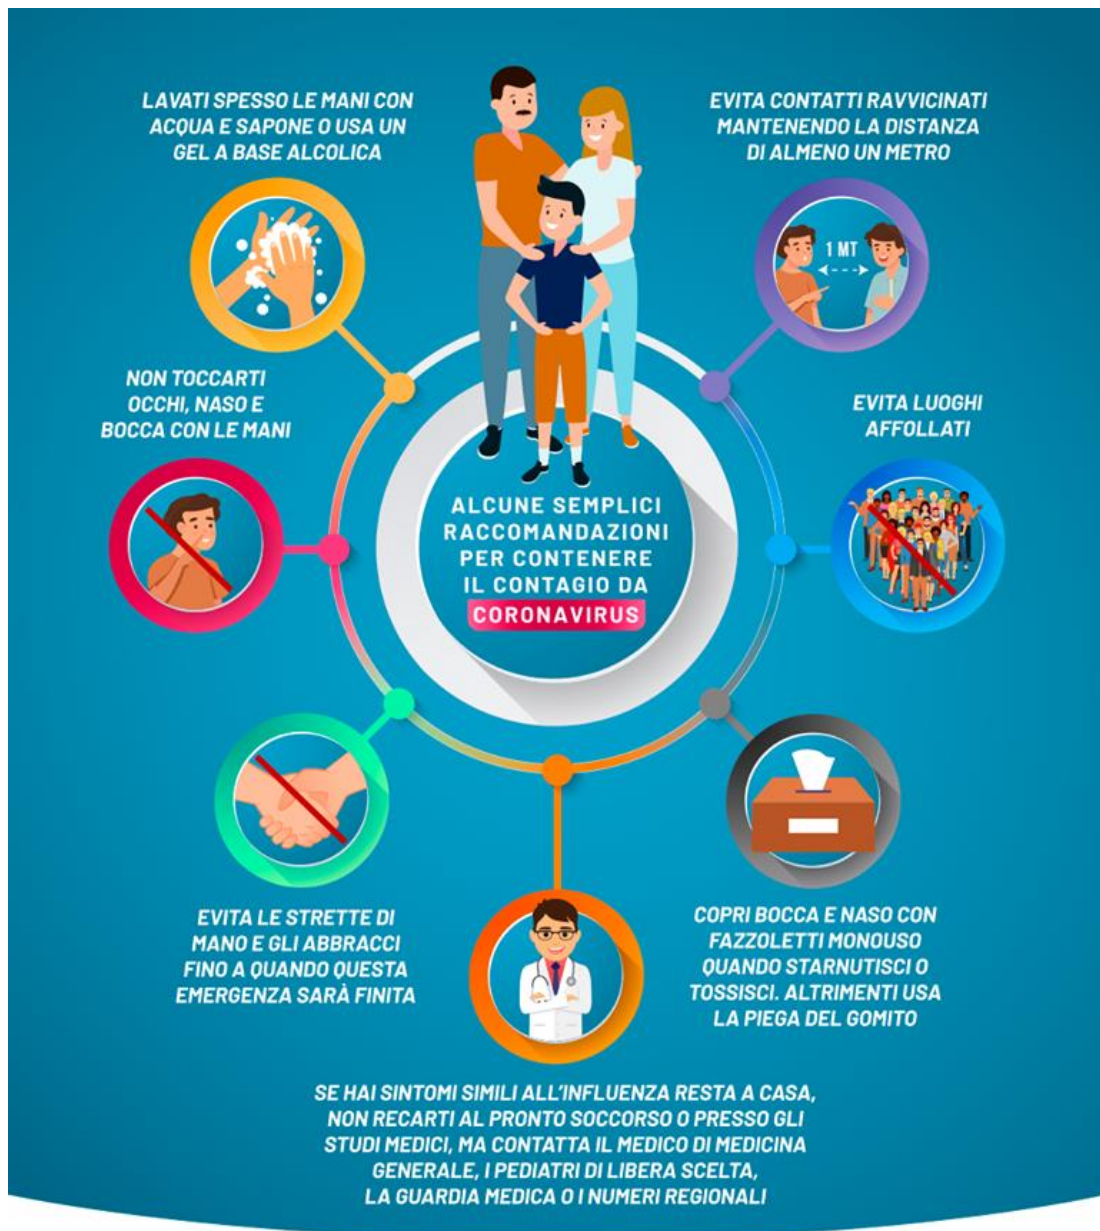 LAVATI SPESSO LE MANI CON
ACQUA E SAPONE O USA UN
GEL A BASE ALCOLICA
EVITA CONTATTI RAVVICINATI
MANTENENDO LA DISTANZA
DI ALMENO UN METRO
1 MT
NON TOCCARTI
OCCHI, NASO E
BOCCA CON LE MANI
EVITA LUOGHI
AFFOLLATI
ALCUNE SEMPLICI
RACCOMANDAZIONI
PER CONTENERE
IL CONTAGIO DA
CORONAVIRUS
EVITA LE STRETTE DI
MANO E GLI ABBRACCI
FINO A QUANDO QUESTA
EMERGENZA SARÀ FINITA
COPRI BOCCA E NASO CON
FAZZOLETTI MONOUSO
QUANDO STARNUTISCI O
TOSSISCI. ALTRIMENTI USA
LA PIEGA DEL GOMITO
SE HAI SINTOMI SIMILI ALL'INFLUENZA RESTA A CASA,
NON RECARTI AL PRONTO SOCCORSO O PRESSO GLI
STUDI MEDICI, MA CONTATTA IL MEDICO DI MEDICINA
GENERALE, I PEDIATRI DI LIBERA SCELTA,
LA GUARDIA MEDICA O I NUMERI REGIONALI